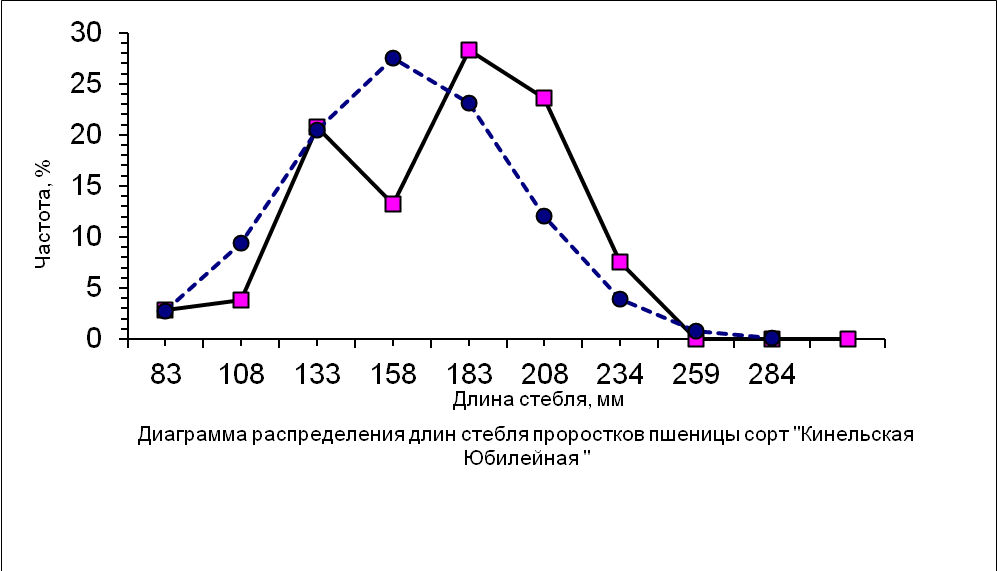 30
25
20
15
10
5
0
Частота, %
83 108 133 158 183 208 234 259 284
Длина стебля, мм
Диаграмма распределения длин стебля проростков пшеницы сорт "Кинельская
Юбилейная "